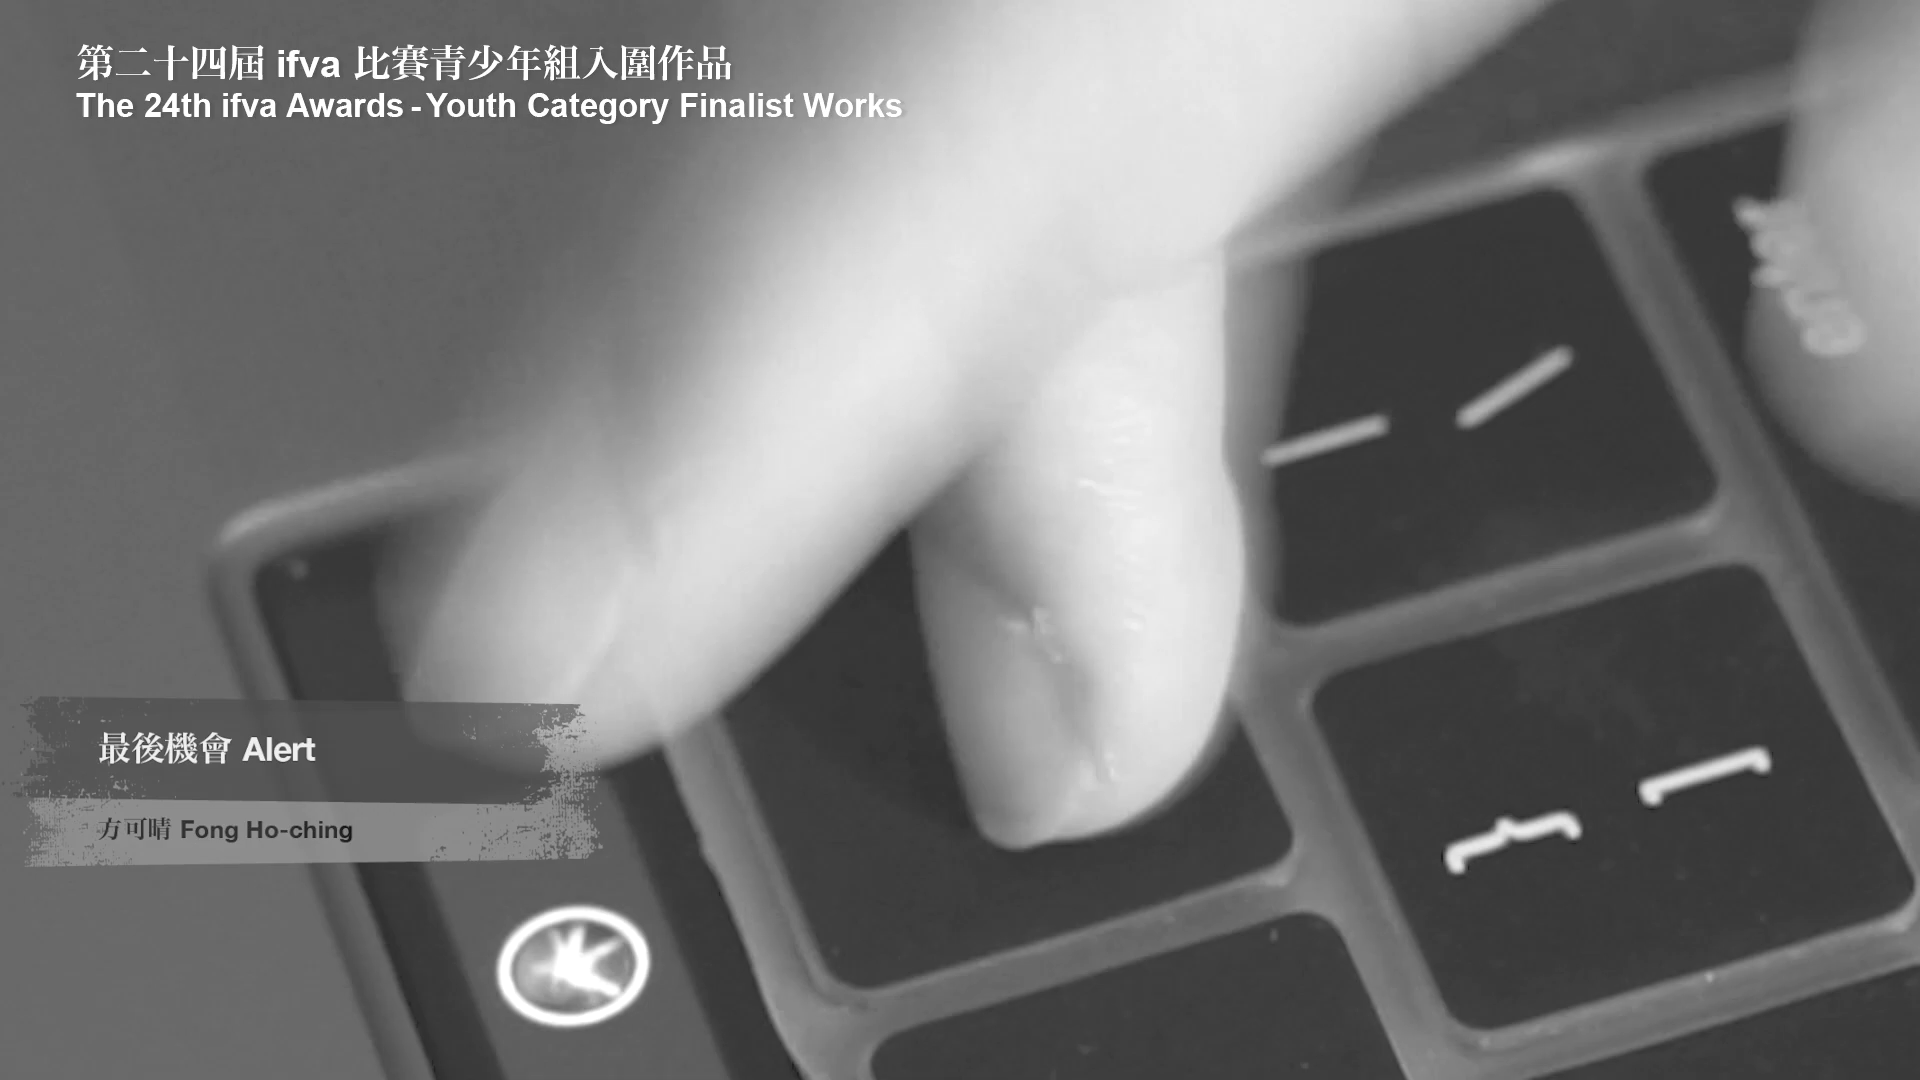 第二十四屆 ifva 比賽青少年組入圍作品
The 24th ifva Awards - Youth Category Finalist Works
最後機會 Alert
方可晴 Fong Ho-ching